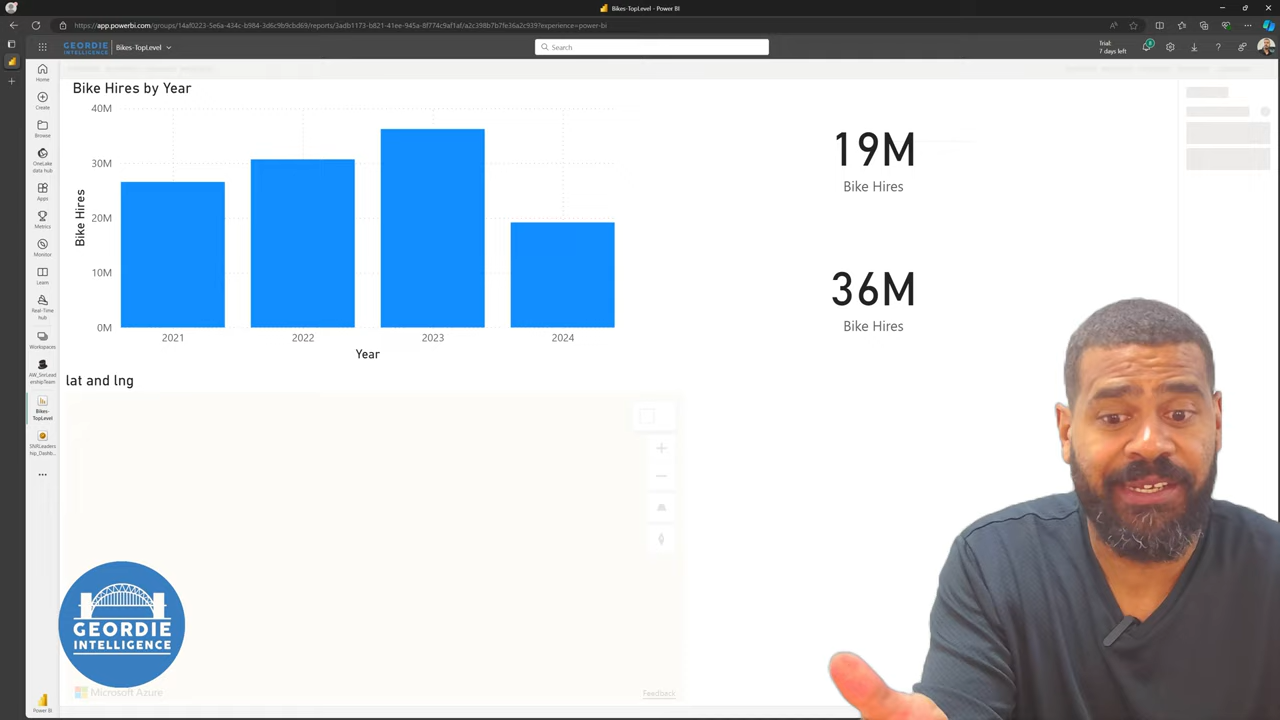 Bikes-TopLevel - Power BI
https://app.powerbi.com/groups/14af0223-5e6a-434c-b984-3d6c9b9cbd69/reports/3adb1173-b821-41ee-945a-8f774c9af1af/a2c398b7b7fe36a2c939?experience=power-bi
GEORDIE
INTELLIGENCE
Bikes-TopLevel
Search
Trial:
7 days left
Home
Create
Browse
OneLake
data hub
Apps
Metrics
Monitor
Learn
Real-Time
hub
Workspaces
Bikes-
TopLevel
Power BI
Bike Hires by Year
40M
30M
20M
10M
0M
Bike Hires
2021
2022
2023
2024
Year
19M
Bike Hires
36M
Bike Hires
lat and lng
GEORDIE
INTELLIGENCE
Microsoft Azure
Feedback